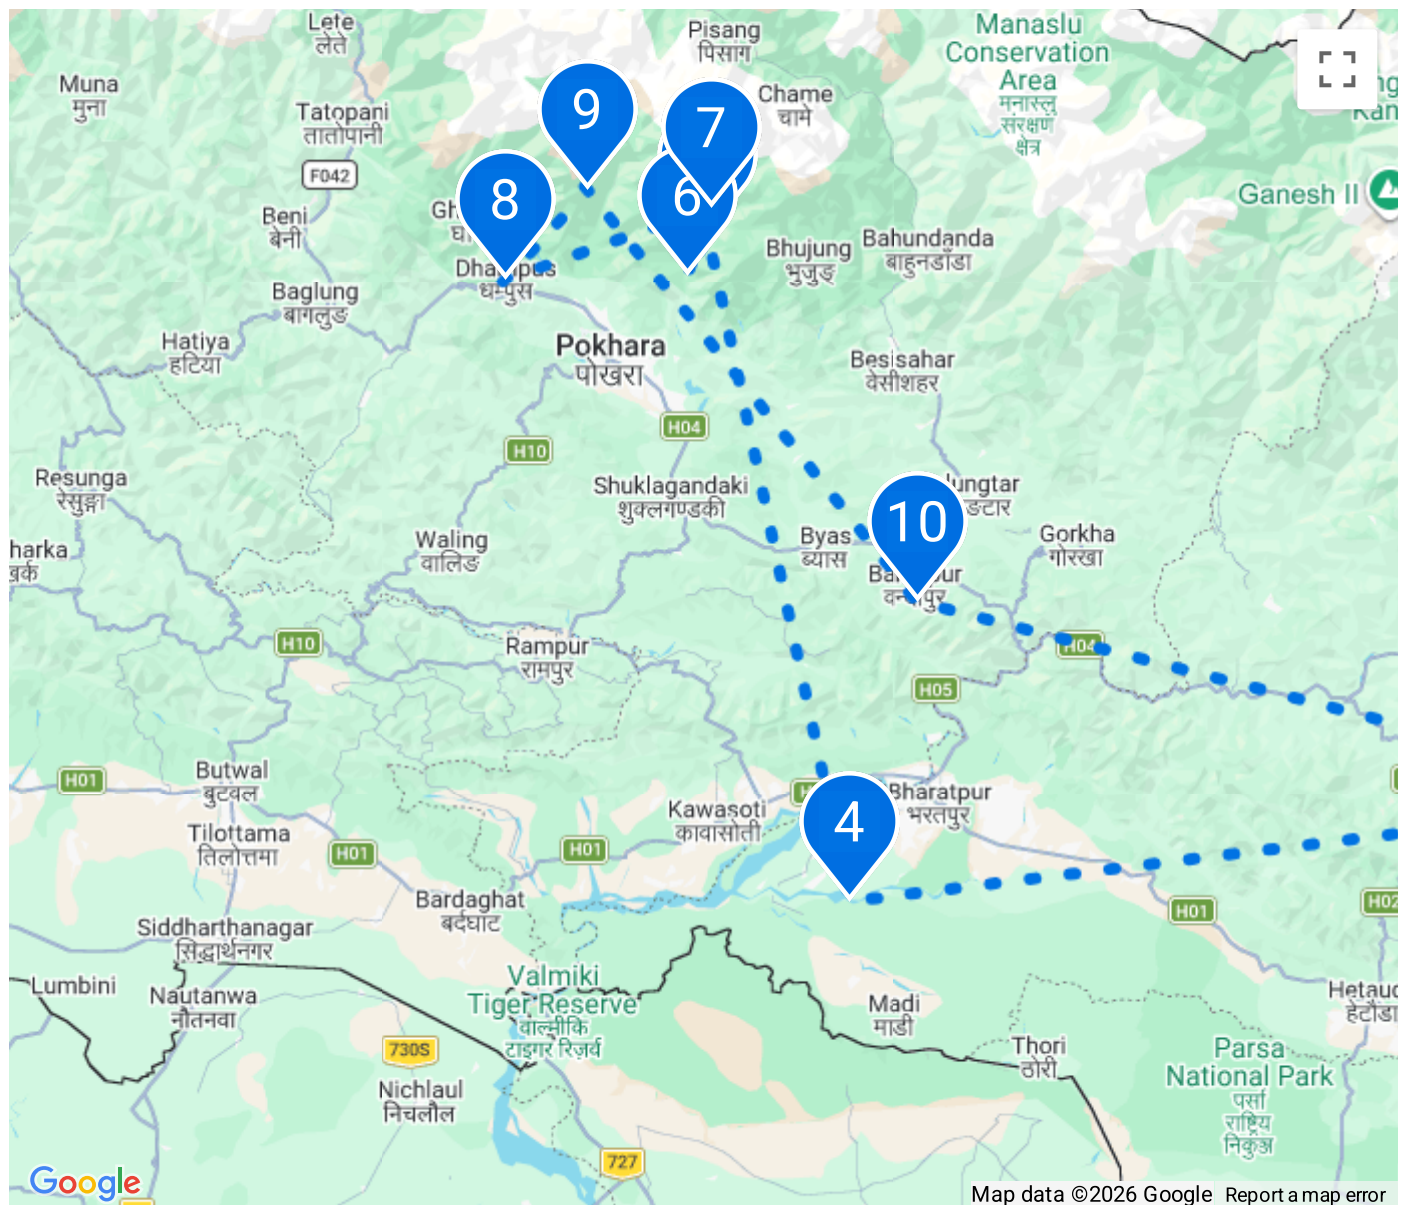 Lete
लेते
Pisang
पिसाग
Manaslu
Conservation
Area
मनास्लु
संरक्षण
क्षेत्र
Muna
मुना
Chame
चामे
Tatopani
तातोपानी
F042
9
7
8
6
Ganesh II
Beni
बेनी
Bhujung
भुजुङ्
Bahundanda
बाहुनडाँडा
धम्पुस
Baglung
बागलुङ
Hatiya
हटिया
Pokhara
पोखरा
Besisahar
वेसीशहर
H04
H10
Resunga
रेसुङ्गा
Shuklagandaki
शुक्लगण्डकी
10
Waling
वालिङ
Byas
ब्यास
Gorkha
गोरखा
H10
Rampur
रामपुर
H04
H05
H01
Butwal
बुटवल
4
Bharatpur
भरतपुर
Kawasoti
कावासोती
Tilottama
तिलोत्तमा
H01
H01
Bardaghat
बर्दघाट
H01
H02
Siddharthanagar
सिद्धार्थनगर
Lumbini
Nautanwa
नौतनवा
Valmiki
Tiger Reserve
वाल्मीकि
टाइगर रिज़र्व
Madi
माडी
730S
Thori
ठोरी
Parsa
National Park
पर्सा
राष्ट्रिय
निकुञ्ज
Nichlaul
निचलौल
727
Google
Map data ©2026 Google
Report a map error